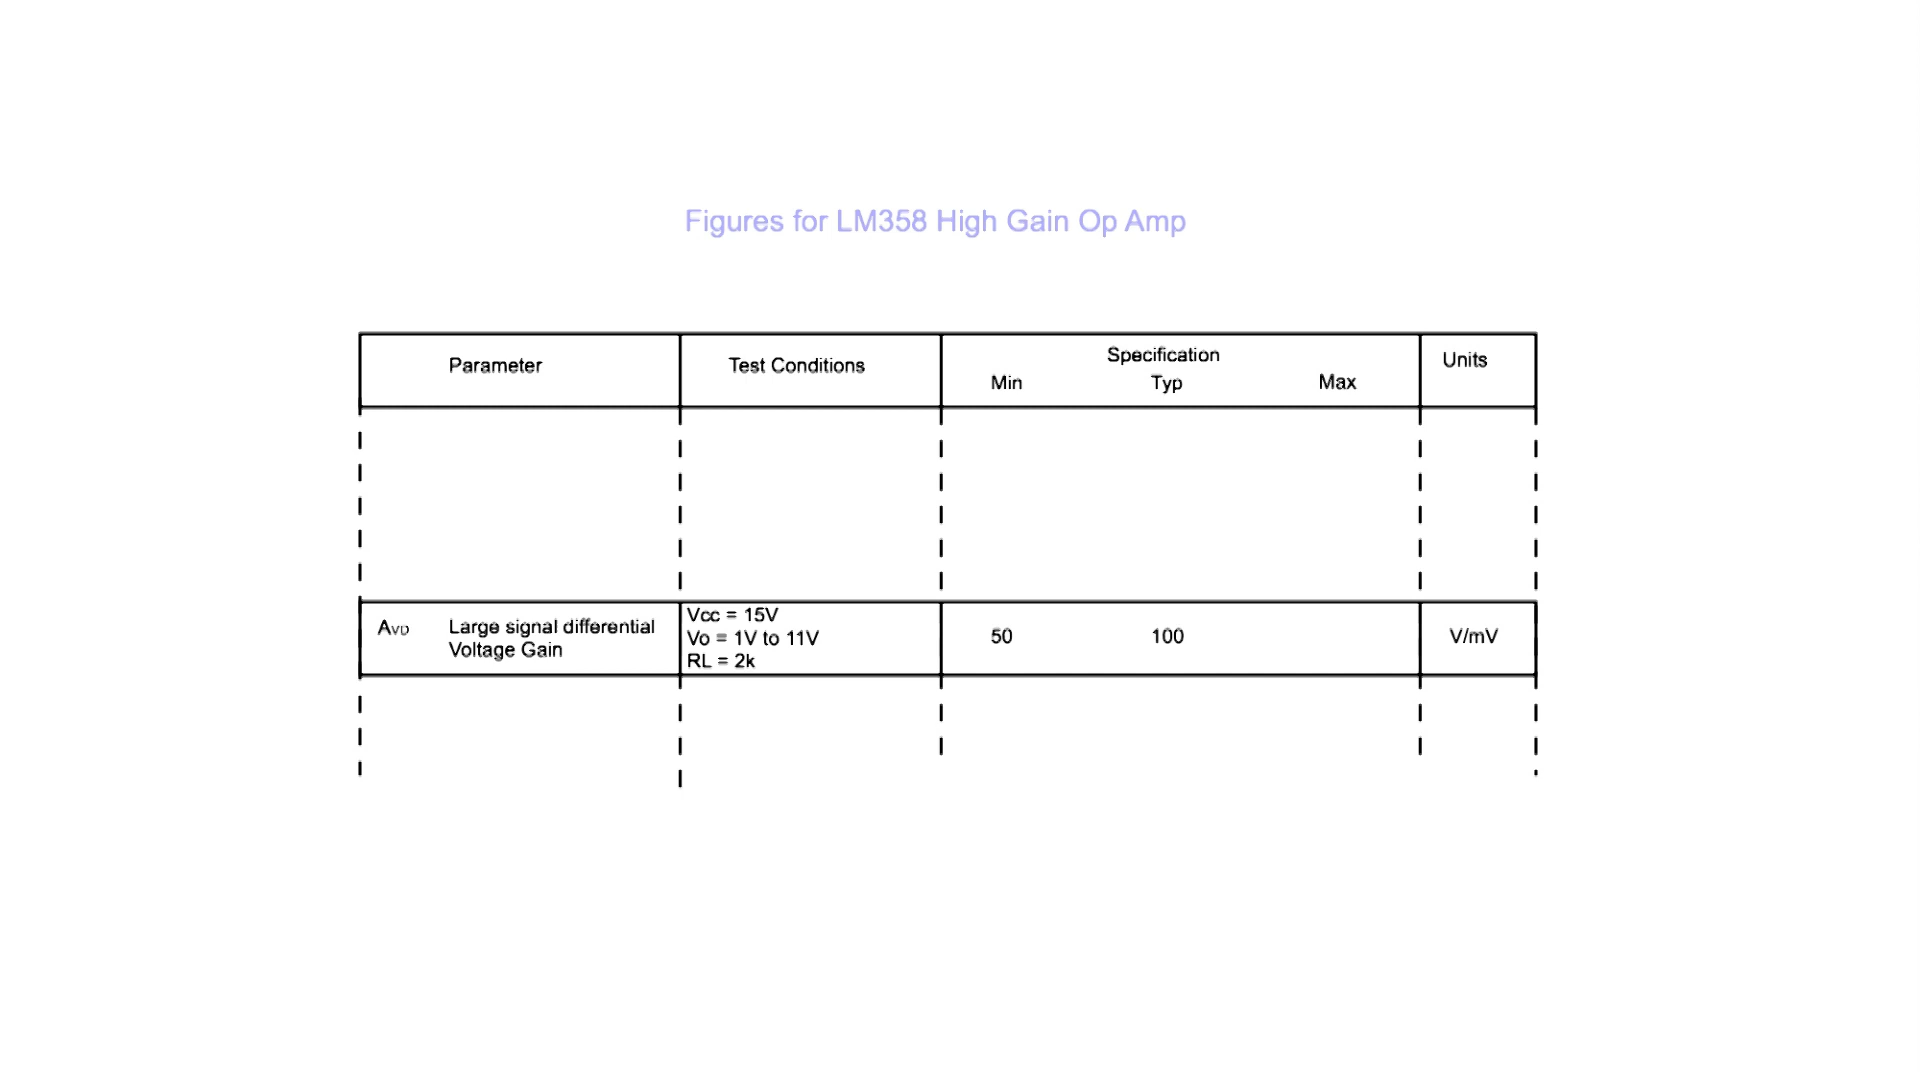 Figures for LM358 High Gain Op Amp
Parameter
Test Conditions
Specification
Min Typ Max
Units
AVD
Large signal differential
Voltage Gain
Vcc = 15V
Vo = 1V to 11V
RL = 2k
50
100
V/mV